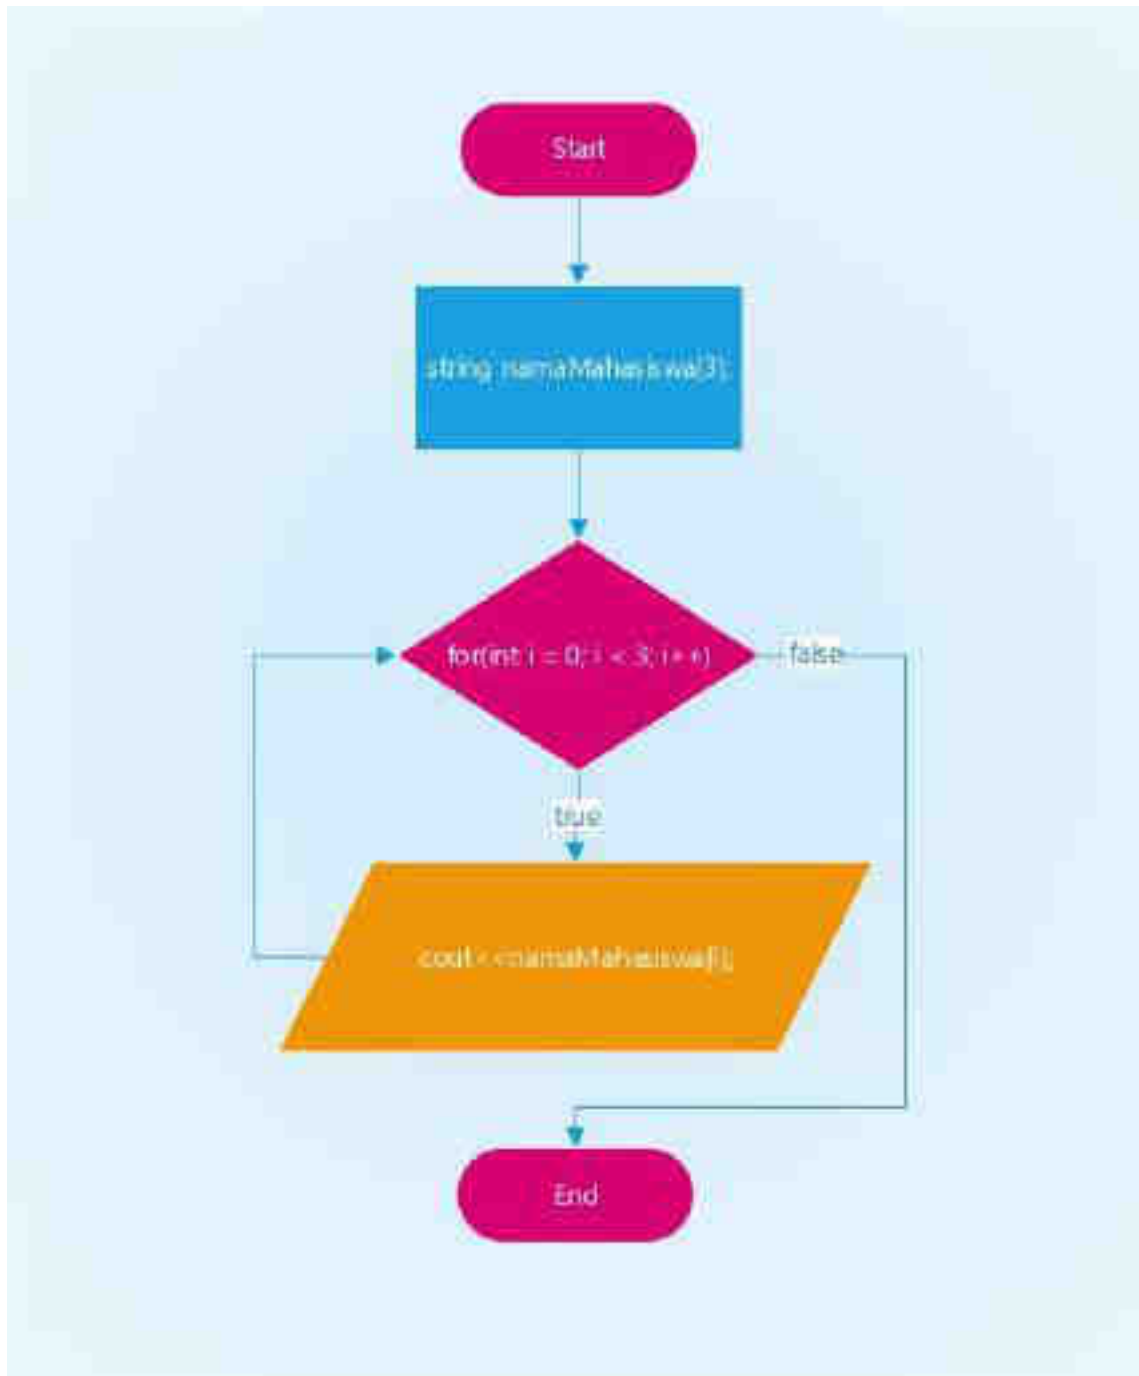 Start
string namaMahasiswa[3];
for(int i = 0; i < 3; i++)
false
true
cout<<namaMahasiswa[i];
End